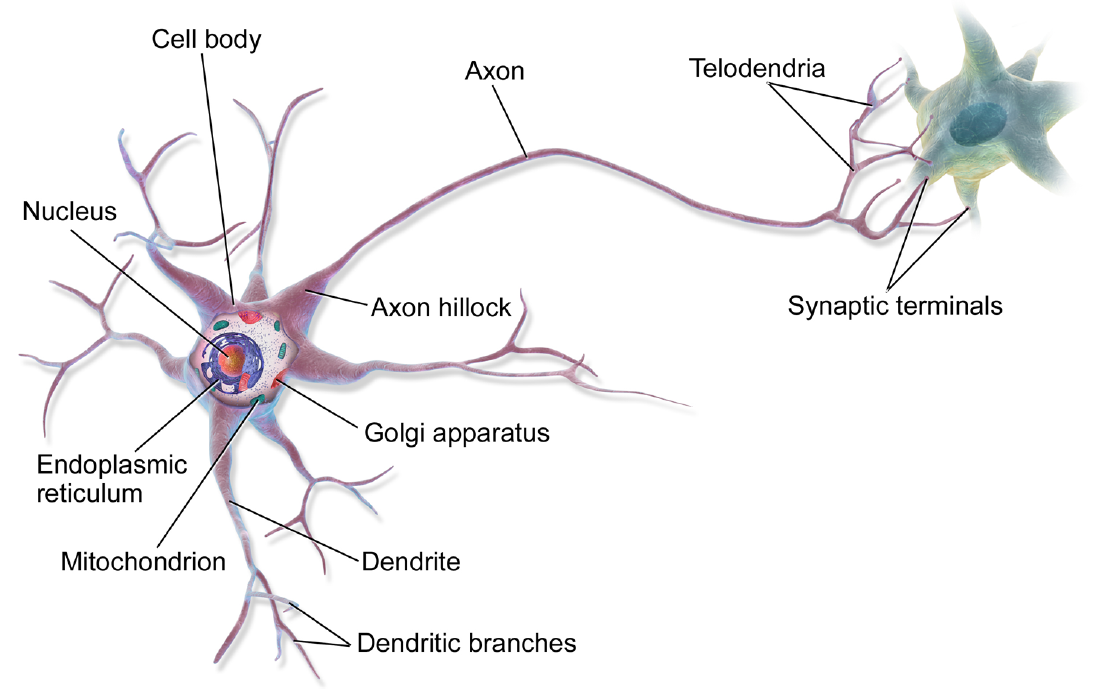 Cell body
Axon
Telodendria
Nucleus
Axon hillock
Synaptic terminals
Golgi apparatus
Endoplasmic
reticulum
Mitochondrion
Dendrite
Dendritic branches